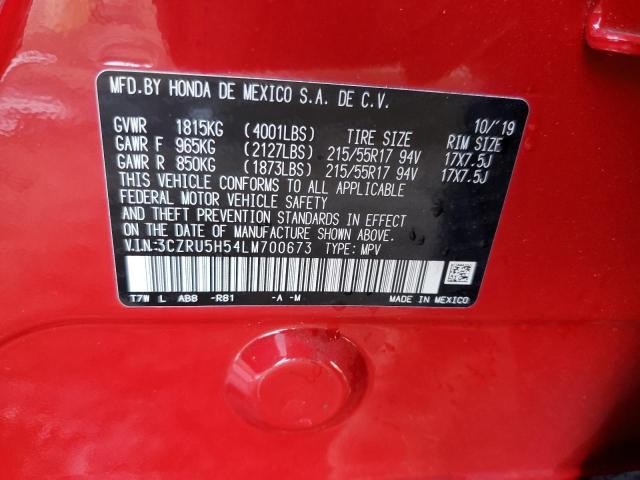 MFD.BY HONDA DE MEXICO S.A. DE C.V.
GVWR 1815KG (4001LBS) TIRE SIZE 10/'19 RIM SIZE
GAWR F 965KG (2127LBS) 215/55R17 94V 17X7.5J
GAWR R 850KG (1873LBS) 215/55R17 94V 17X7.5J
THIS VEHICLE CONFORMS TO ALL APPLICABLE
FEDERAL MOTOR VEHICLE SAFETY
AND THEFT PREVENTION STANDARDS IN EFFECT
ON THE DATE OF MANUFACTURE SHOWN ABOVE.
V.I.N:3CZRU5H54LM700673 TYPE: MPV
T7W L AB8 -R81 -A -M MADE IN MEXICO